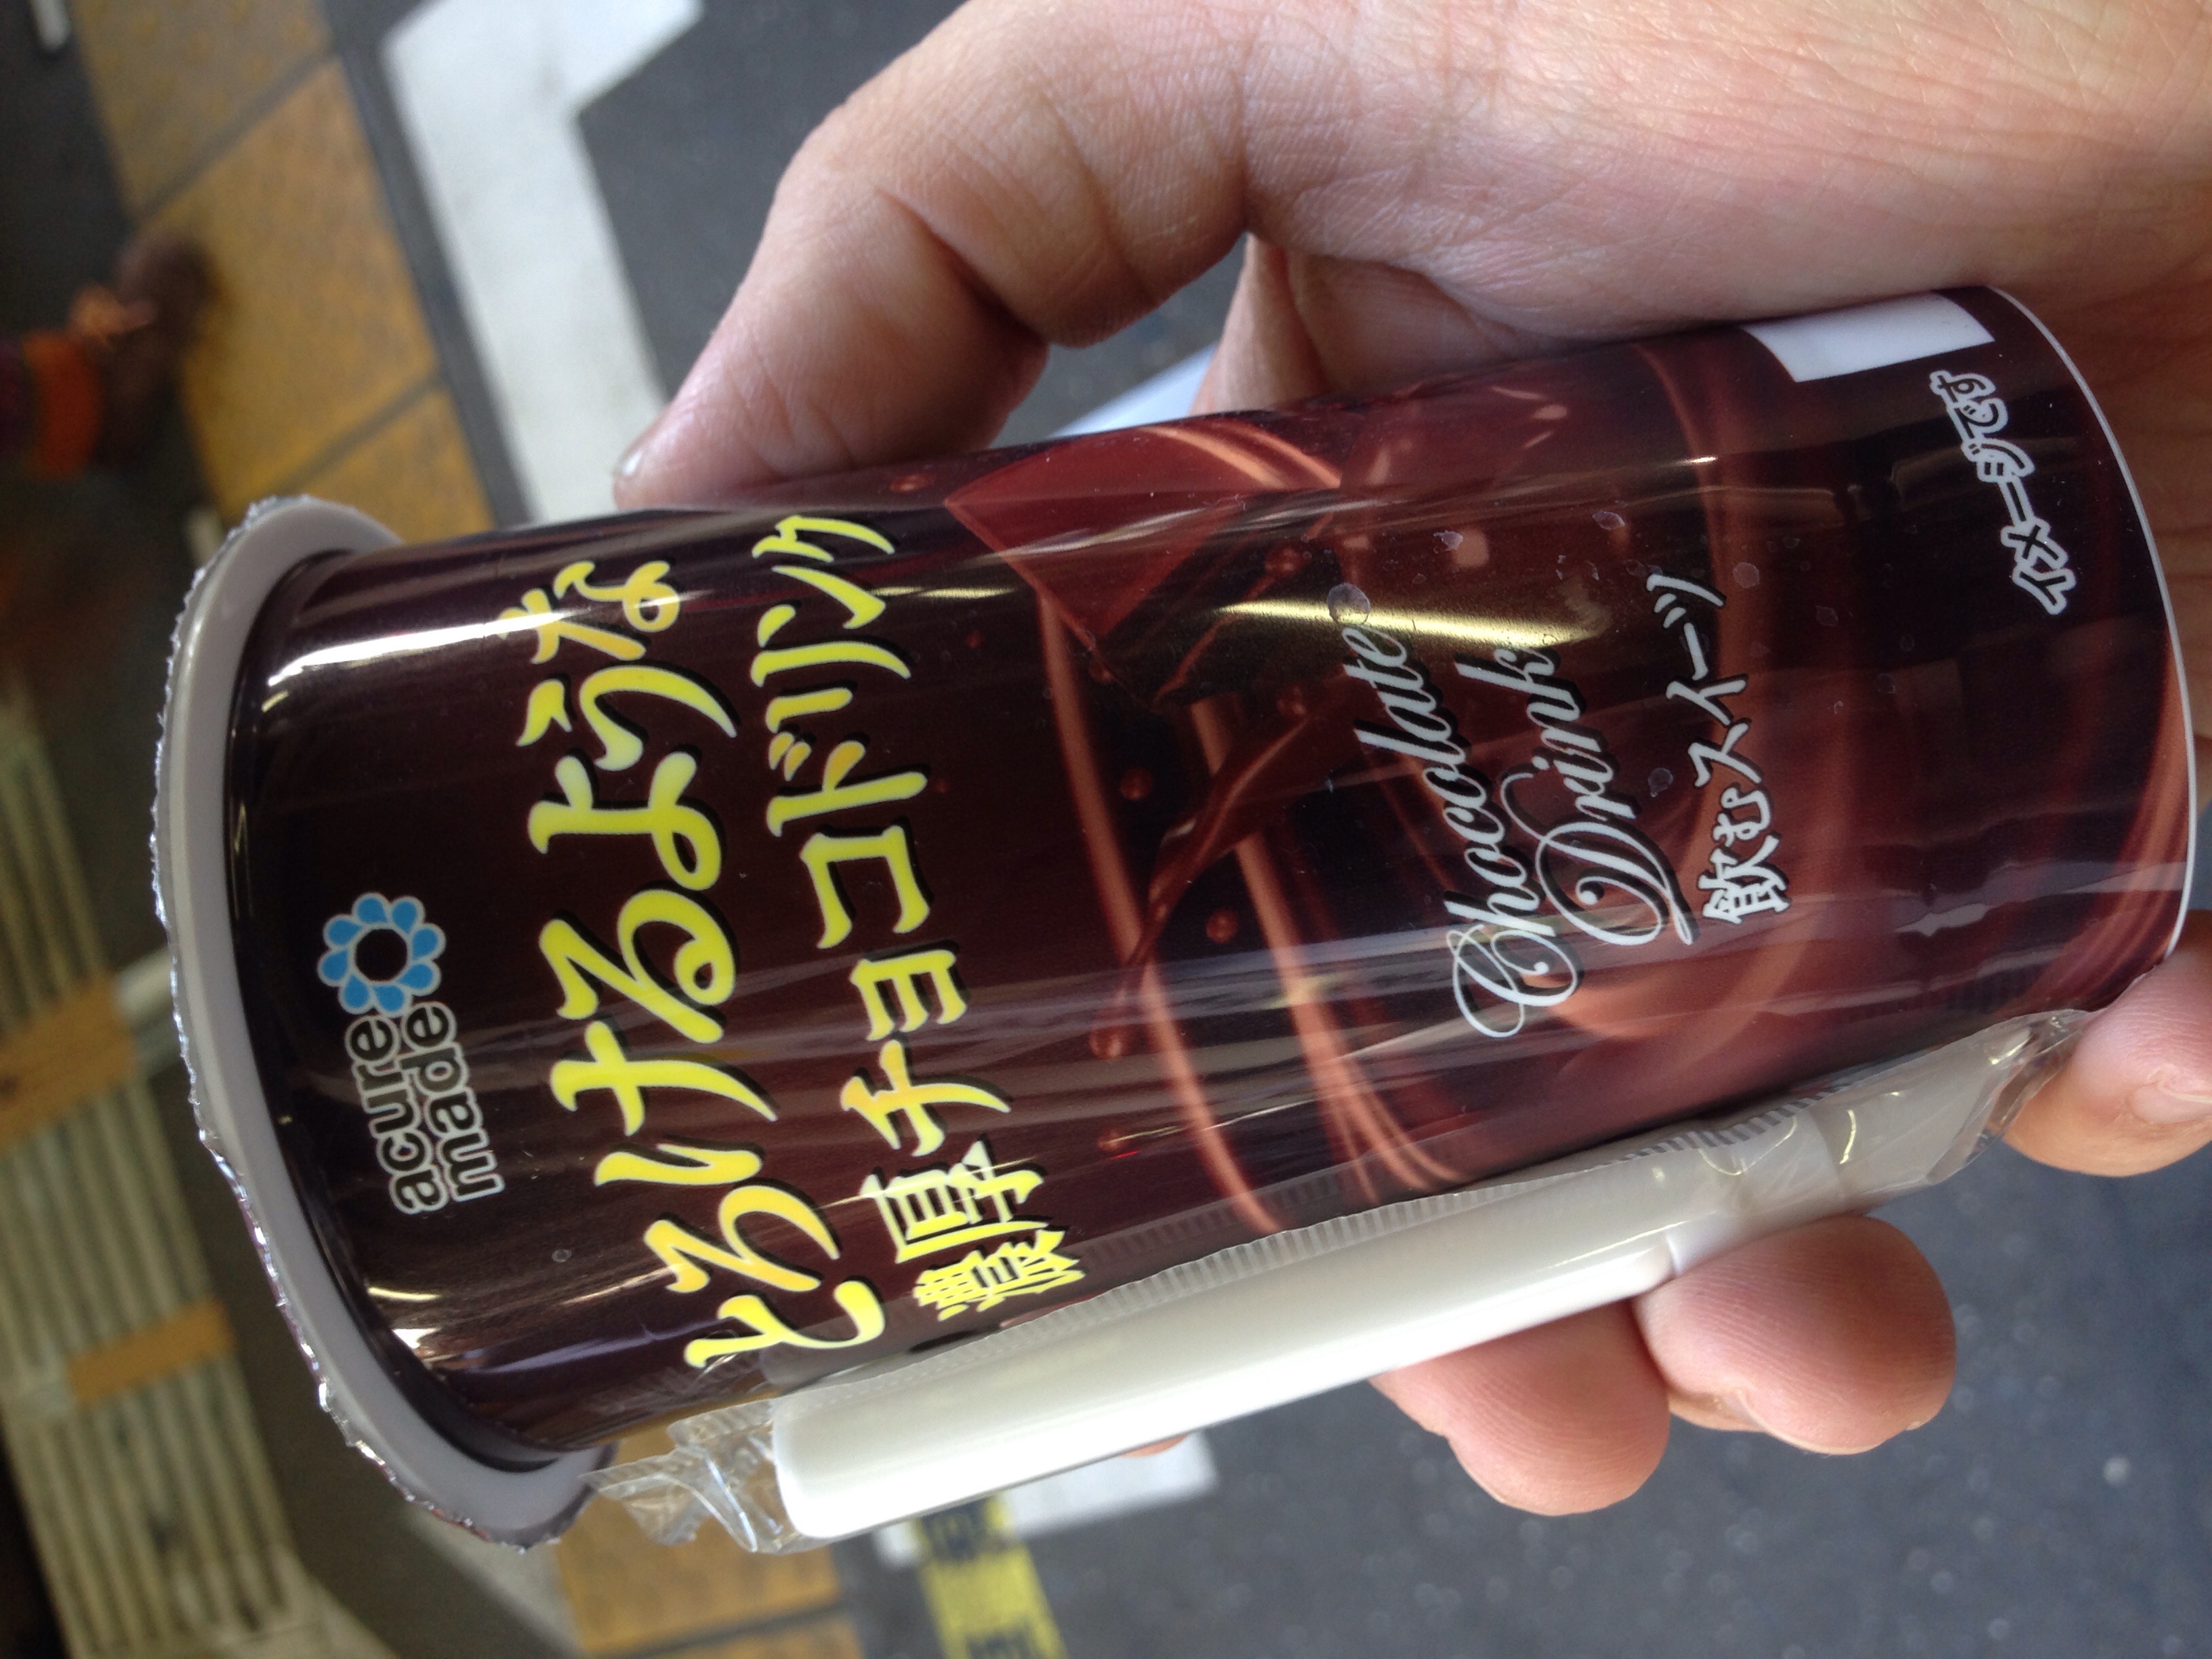 acure
made
とろけるような
濃厚チョコドリンク
Chocolate
Drink
飲むスイーツ
イメージです